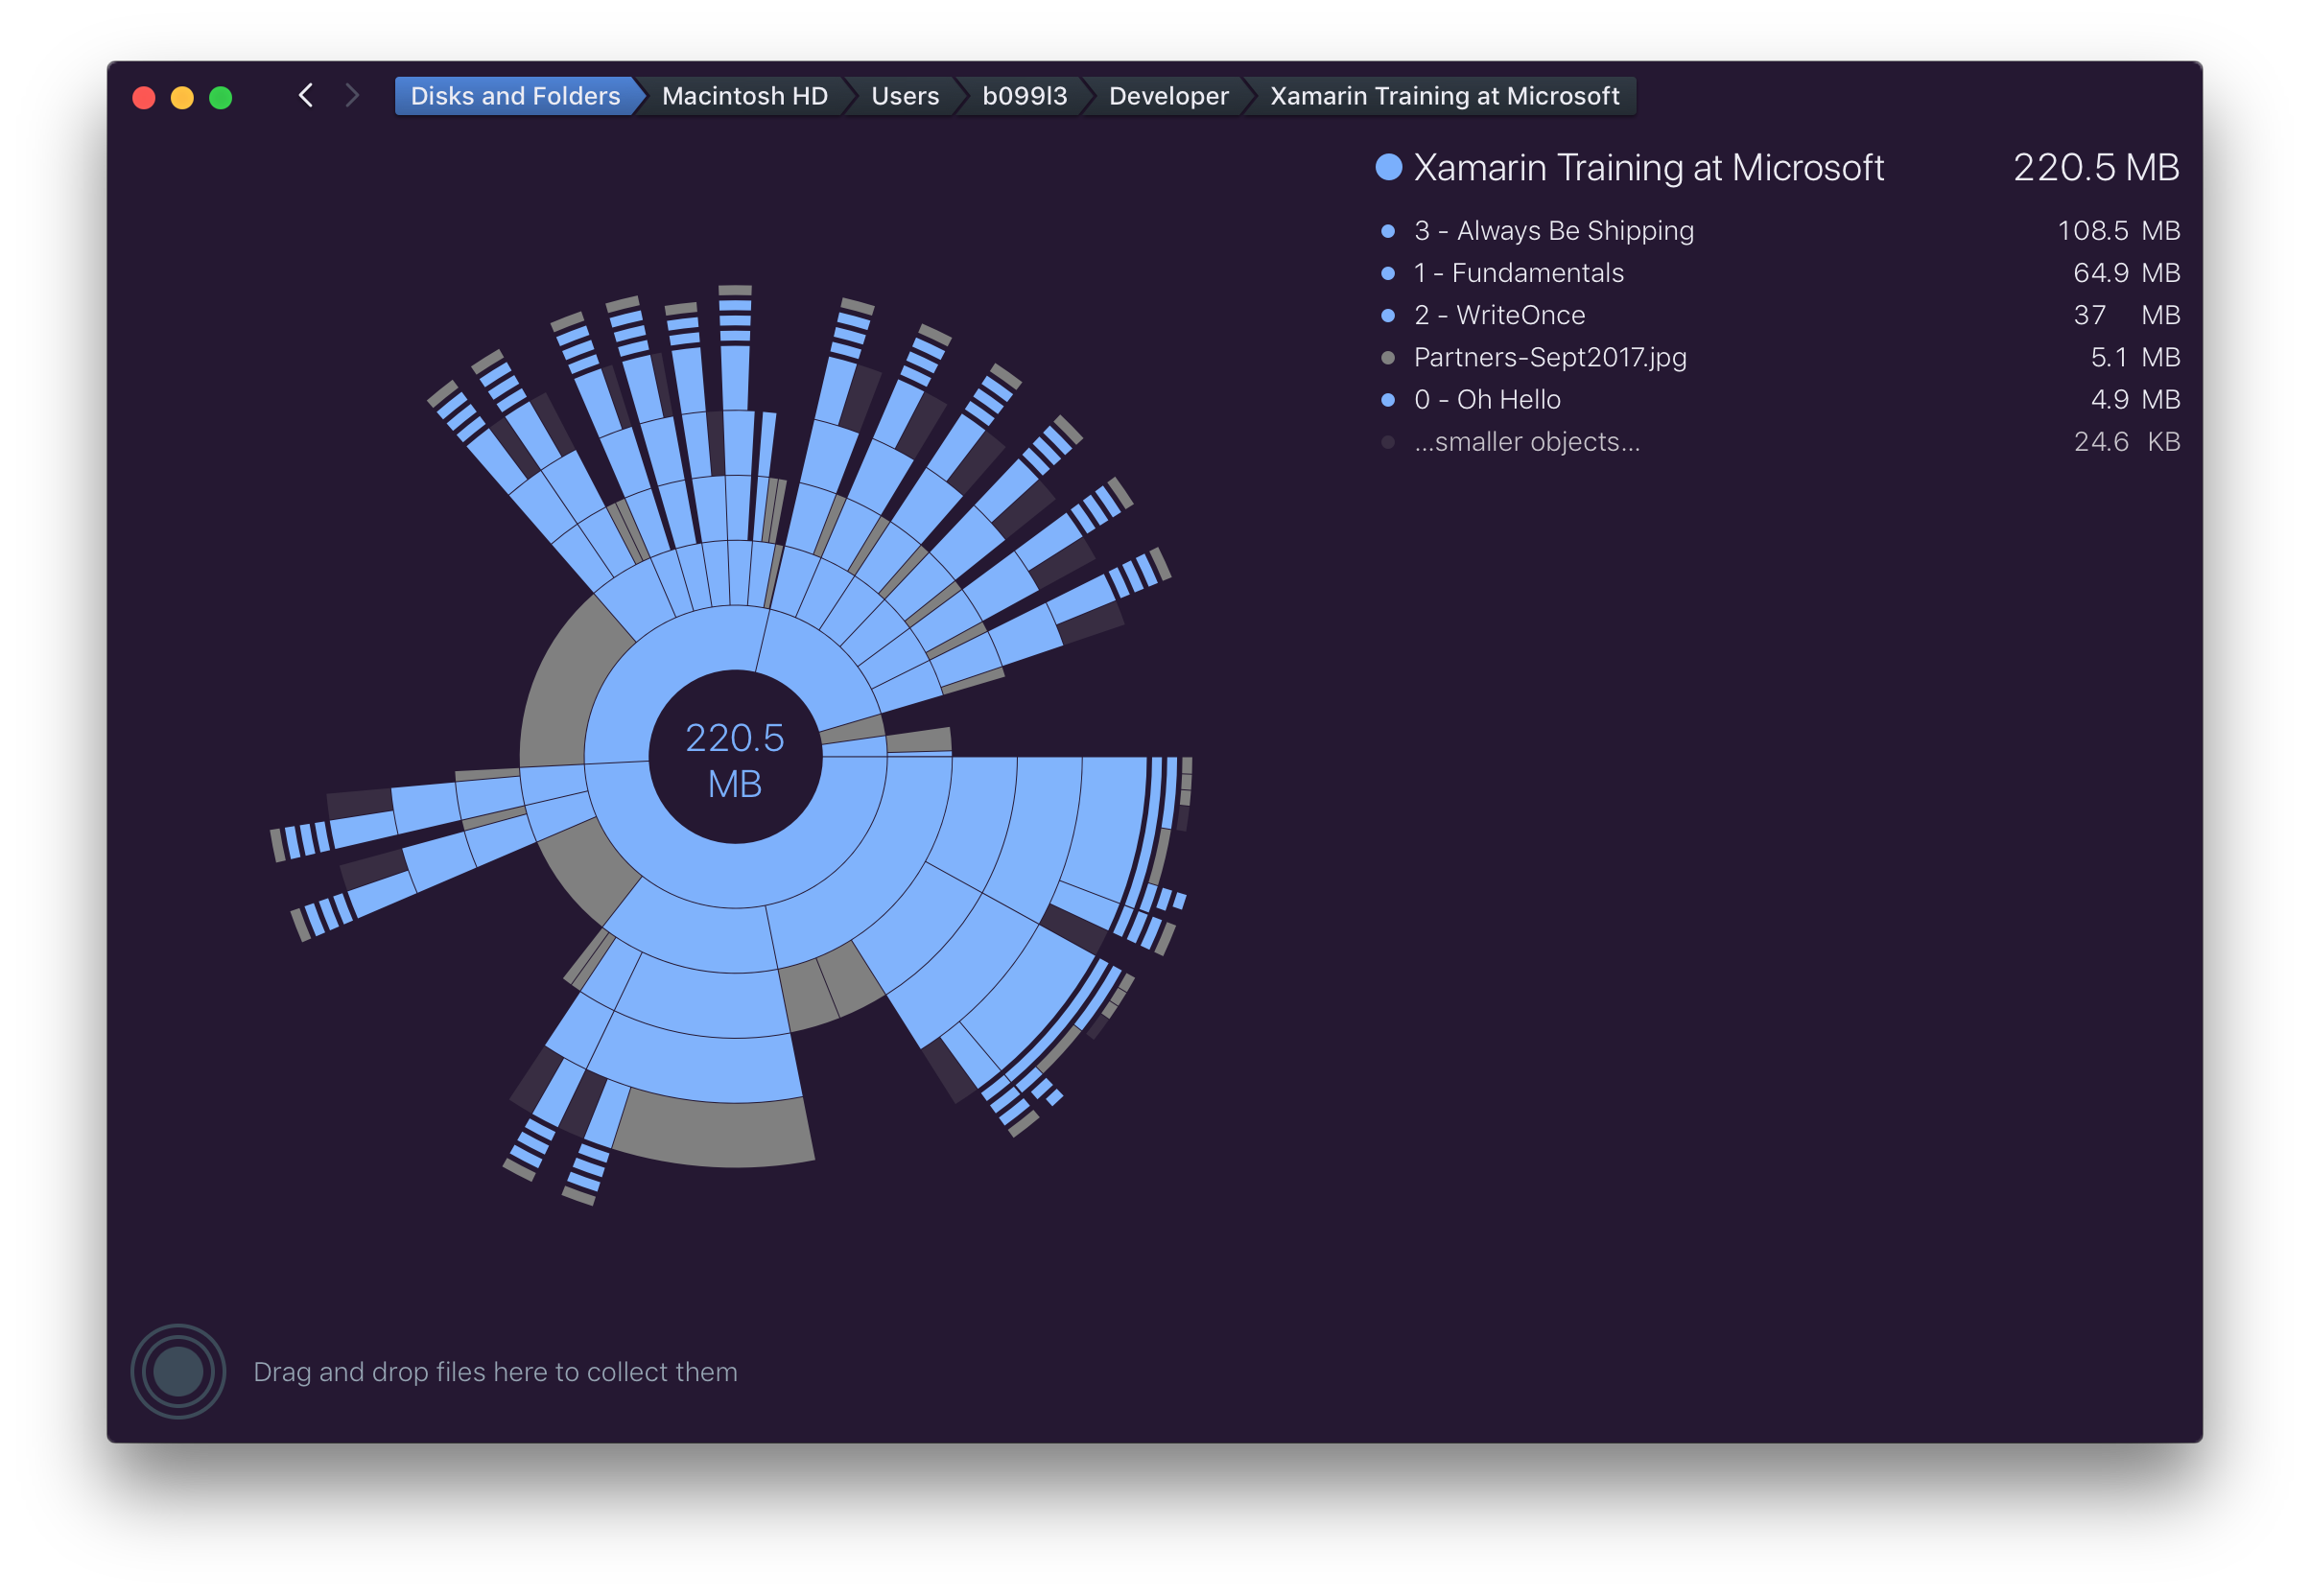 Disks and Folders Macintosh HD Users b099l3 Developer Xamarin Training at Microsoft
Xamarin Training at Microsoft 220.5 MB
3 - Always Be Shipping 108.5 MB
1 - Fundamentals 64.9 MB
2 - WriteOnce 37 MB
Partners-Sept2017.jpg 5.1 MB
0 - Oh Hello 4.9 MB
...smaller objects... 24.6 KB
220.5
MB
Drag and drop files here to collect them